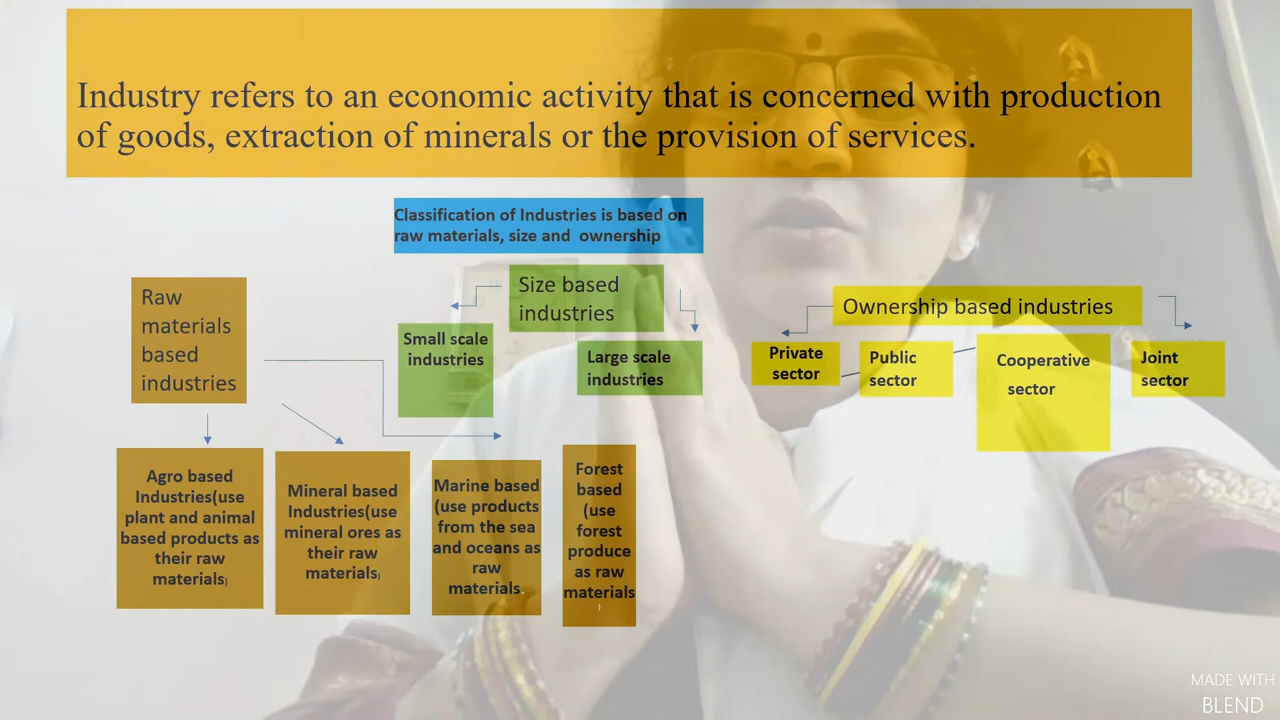 Industry refers to an economic activity that is concerned with production
of goods, extraction of minerals or the provision of services.
Classification of Industries is based on
raw materials, size and ownership
Raw
materials
based
industries
Size based
industries
Ownership based industries
Small scale
industries
Large scale
industries
Private
sector
Public
sector
Cooperative
sector
Joint
sector
Agro based
Industries(use
plant and animal
based products as
their raw
materials)
Mineral based
Industries(use
mineral ores as
their raw
materials)
Marine based
(use products
from the sea
and oceans as
raw
materials.
Forest
based
(use
forest
produce
as raw
materials
)
MADE WITH
BLEND